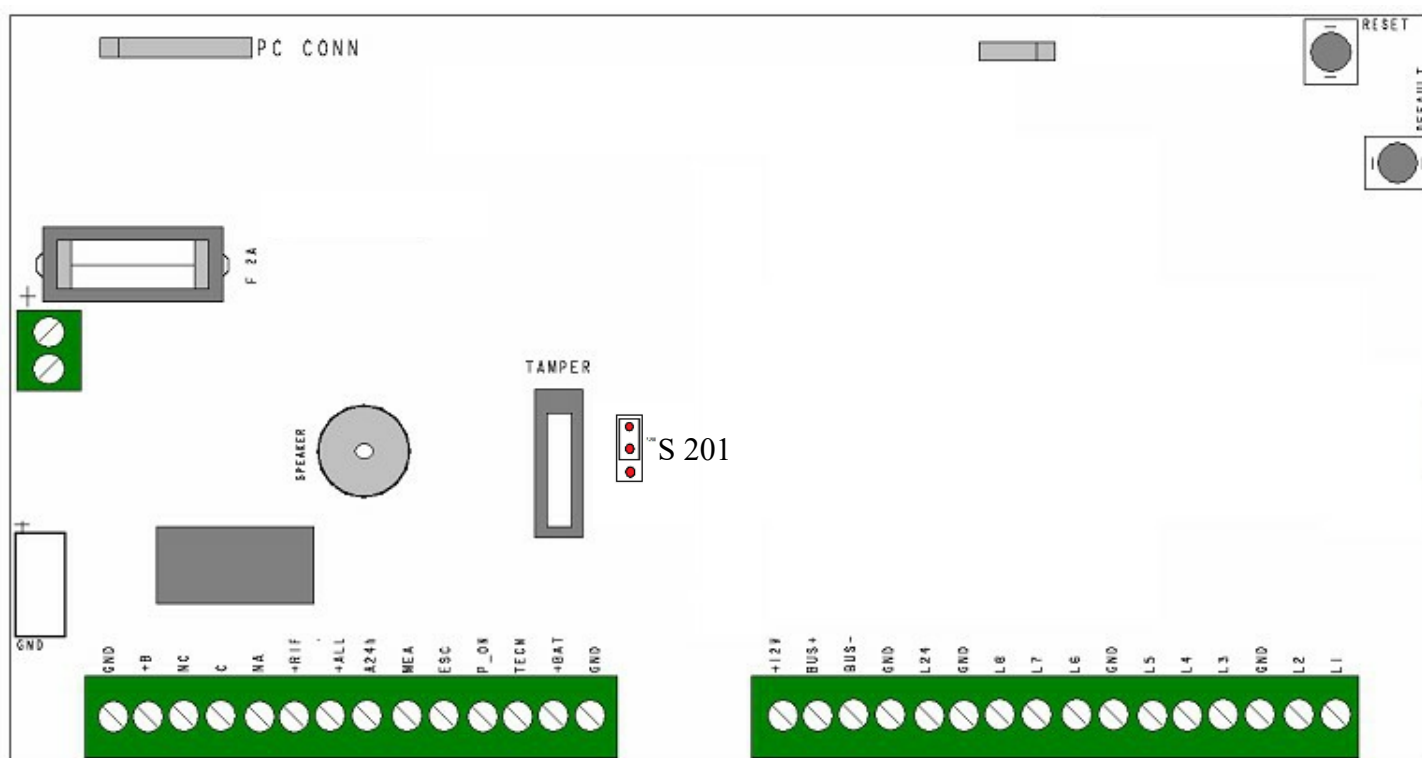 PC CONN
RESET
DEFAULT
F 2A
+
TAMPER
SPEAKER
S 201
+
GND
GND +B NC C NA +RIF +ALL A24h MEA ESC P_ON TECN +BAT GND
+12V BUS+ BUS- GND L24 GND L8 L7 L6 GND L5 L4 L3 GND L2 L1